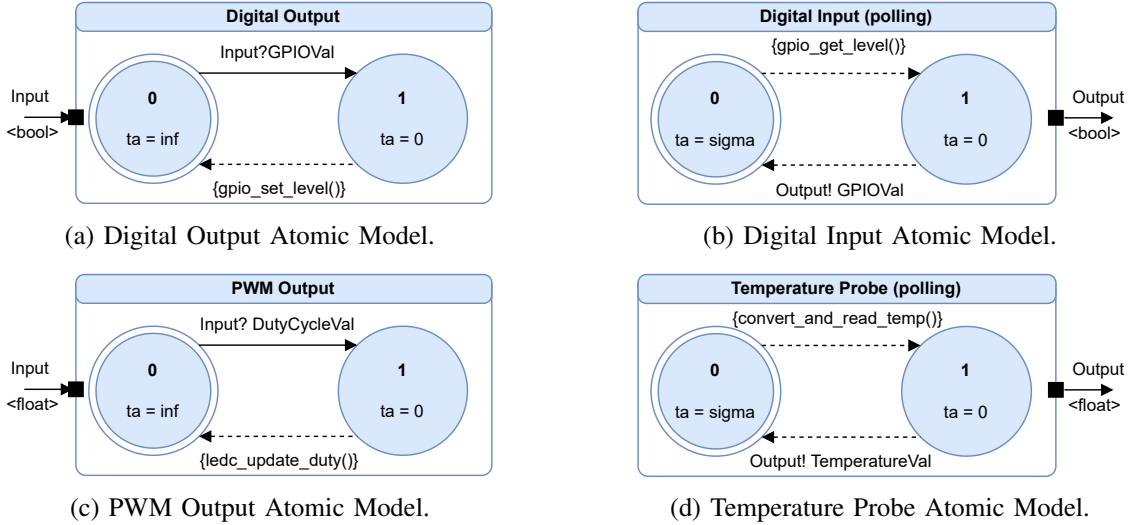 Digital Output
Input?GPIOVal
Input
<bool>
0
ta = inf
1
ta = 0
{gpio_set_level()}
(a) Digital Output Atomic Model.
Digital Input (polling)
{gpio_get_level()}
0
ta = sigma
1
ta = 0
Output
<bool>
Output! GPIOVal
(b) Digital Input Atomic Model.
PWM Output
Input? DutyCycleVal
Input
<float>
0
ta = inf
1
ta = 0
{ledc_update_duty()}
(c) PWM Output Atomic Model.
Temperature Probe (polling)
{convert_and_read_temp()}
0
ta = sigma
1
ta = 0
Output
<float>
Output! TemperatureVal
(d) Temperature Probe Atomic Model.